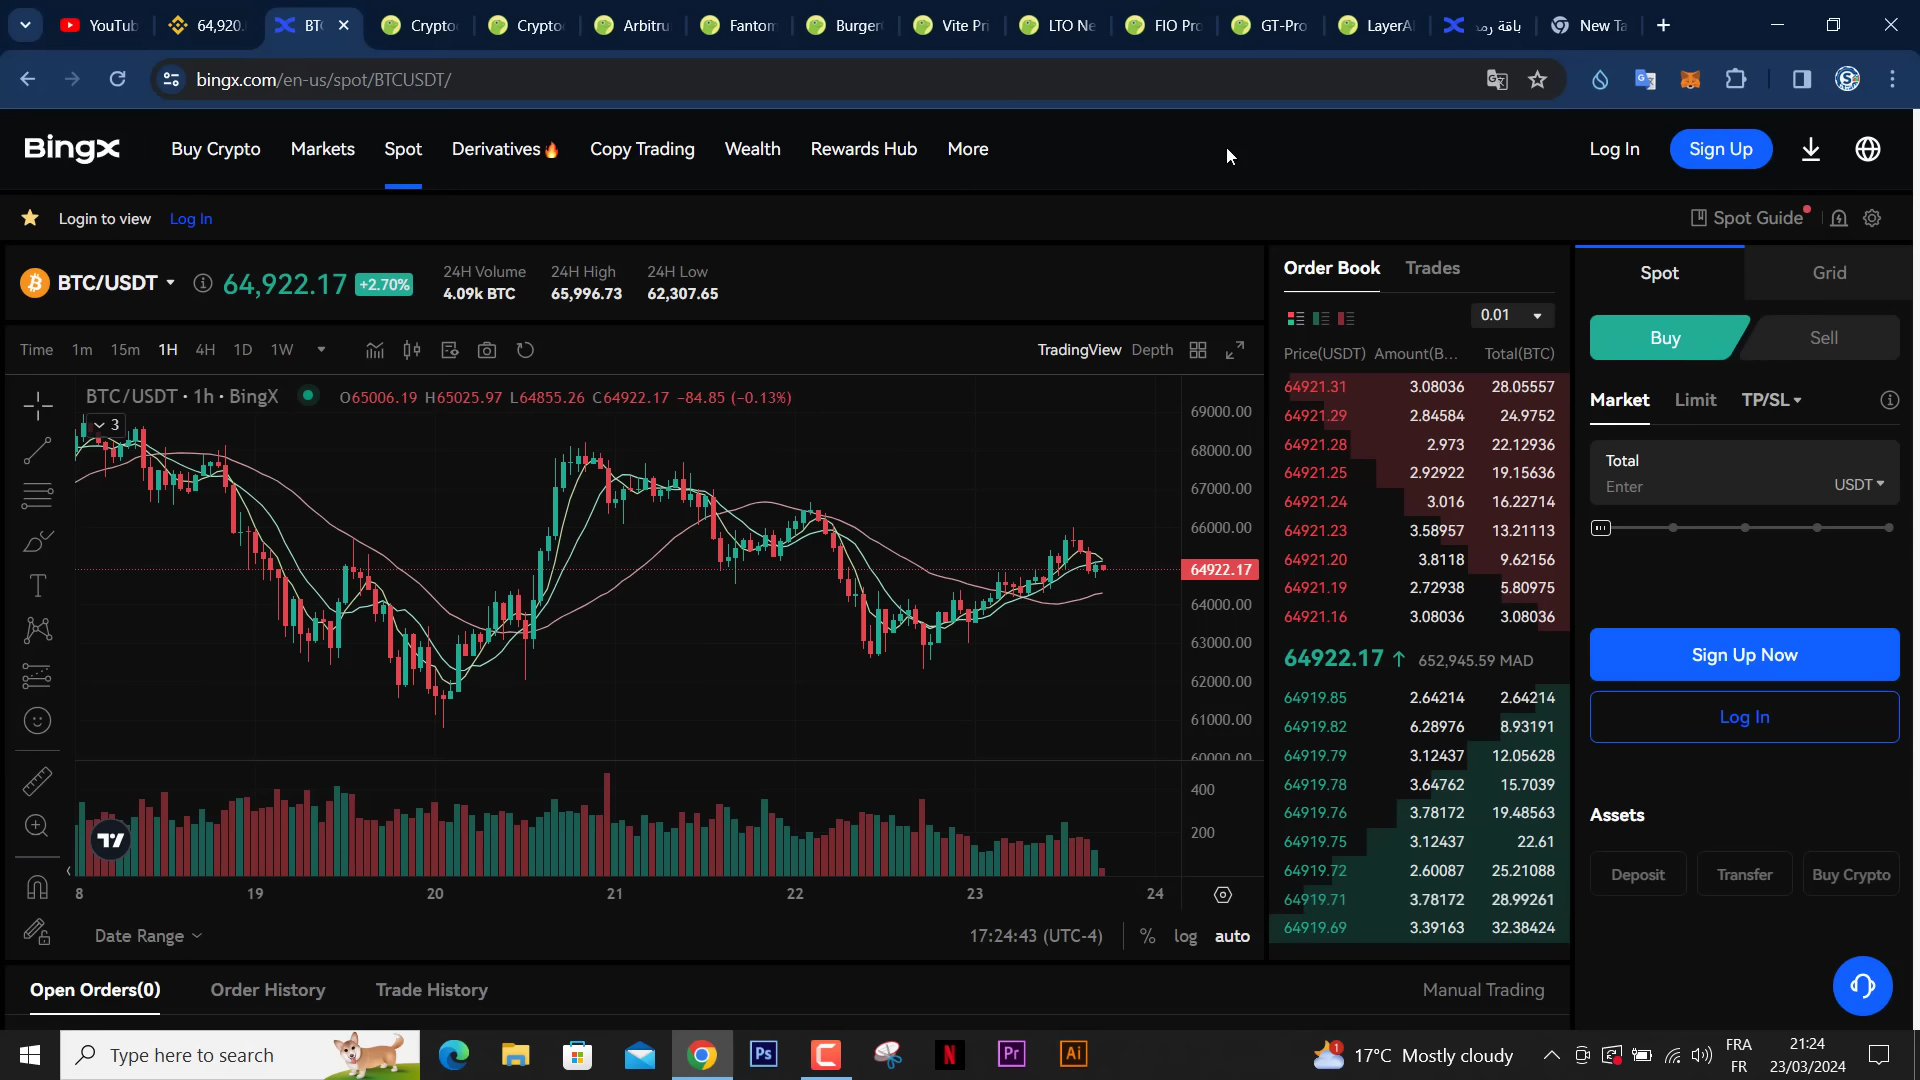 YouTub
64,920.
BTC
Crypto
Crypto
Arbitru
Fantom
Burger
Vite Pri
LTO Ne
FIO Pro
GT-Pro
LayerA
باقة رمد
New Ta
bingx.com/en-us/spot/BTCUSDT/
BingX Buy Crypto Markets Spot Derivatives Copy Trading Wealth Rewards Hub More Log In Sign Up
Login to view Log In Spot Guide
BTC/USDT 64,922.17 +2.70%
24H Volume 24H High 24H Low
4.09k BTC 65,996.73 62,307.65
Time 1m 15m 1H 4H 1D 1W TradingView Depth
BTC/USDT · 1h · BingX O65006.19 H65025.97 L64855.26 C64922.17 -84.85 (-0.13%)
3
69000.00
68000.00
67000.00
66000.00
64922.17
64000.00
63000.00
62000.00
61000.00
60000.00
400
200
8 19 20 21 22 23 24
Date Range 17:24:43 (UTC-4) % log auto
Order Book Trades
0.01
Price(USDT) Amount(B... Total(BTC)
64921.31 3.08036 28.05557
64921.29 2.84584 24.9752
64921.28 2.973 22.12936
64921.25 2.92922 19.15636
64921.24 3.016 16.22714
64921.23 3.58957 13.21113
64921.20 3.8118 9.62156
64921.19 2.72938 5.80975
64921.16 3.08036 3.08036
64922.17 ↑ 652,945.59 MAD
64919.85 2.64214 2.64214
64919.82 6.28976 8.93191
64919.79 3.12437 12.05628
64919.78 3.64762 15.7039
64919.76 3.78172 19.48563
64919.75 3.12437 22.61
64919.72 2.60087 25.21088
64919.71 3.78172 28.99261
64919.69 3.39163 32.38424
Spot Grid
Buy Sell
Market Limit TP/SL
Total
Enter USDT
Sign Up Now
Log In
Assets
Deposit Transfer Buy Crypto
Open Orders(0) Order History Trade History Manual Trading
Type here to search
Ps
N
Pr
Ai
1
17°C Mostly cloudy
FRA
FR
21:24
23/03/2024